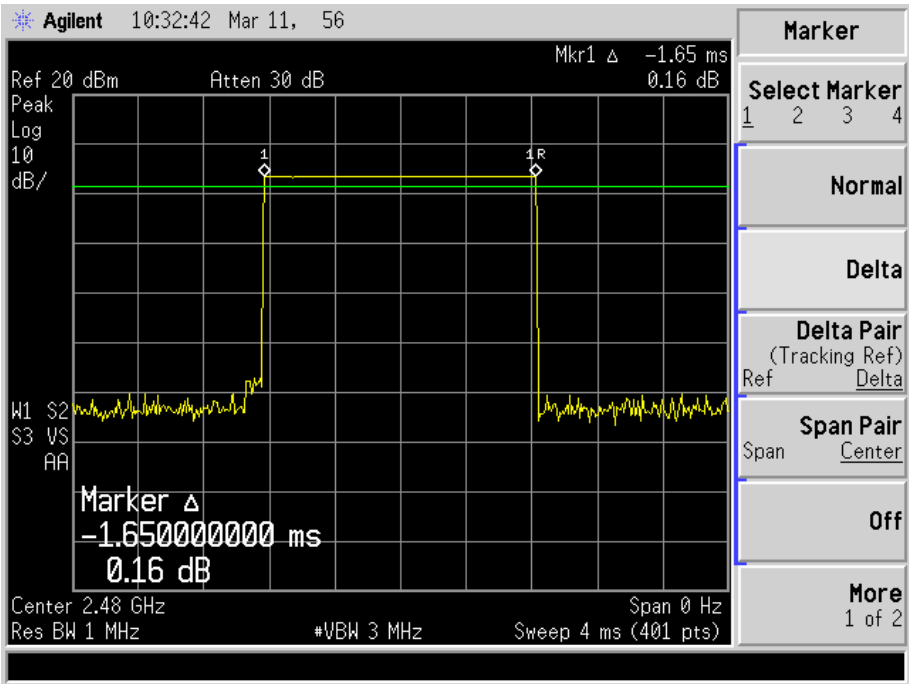 Agilent 10:32:42 Mar 11, 56
Mkr1 Δ -1.65 ms
Ref 20 dBm Atten 30 dB 0.16 dB
Peak
Log
10
dB/
1
1R
W1 S2
S3 VS
AA
Marker Δ
-1.650000000 ms
0.16 dB
Center 2.48 GHz Span 0 Hz
Res BW 1 MHz #VBW 3 MHz Sweep 4 ms (401 pts)
Marker
Select Marker
1 2 3 4
Normal
Delta
Delta Pair
(Tracking Ref)
Ref Delta
Span Pair
Span Center
Off
More
1 of 2